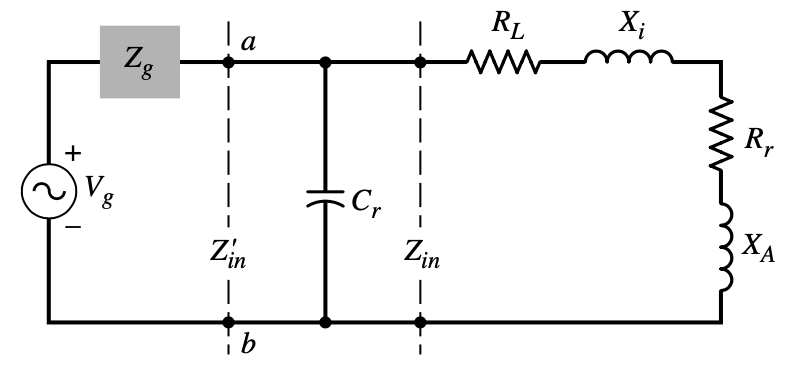 R_L X_i
Z_g a
R_r
+
V_g C_r
−
Z'_in Z_in X_A
b